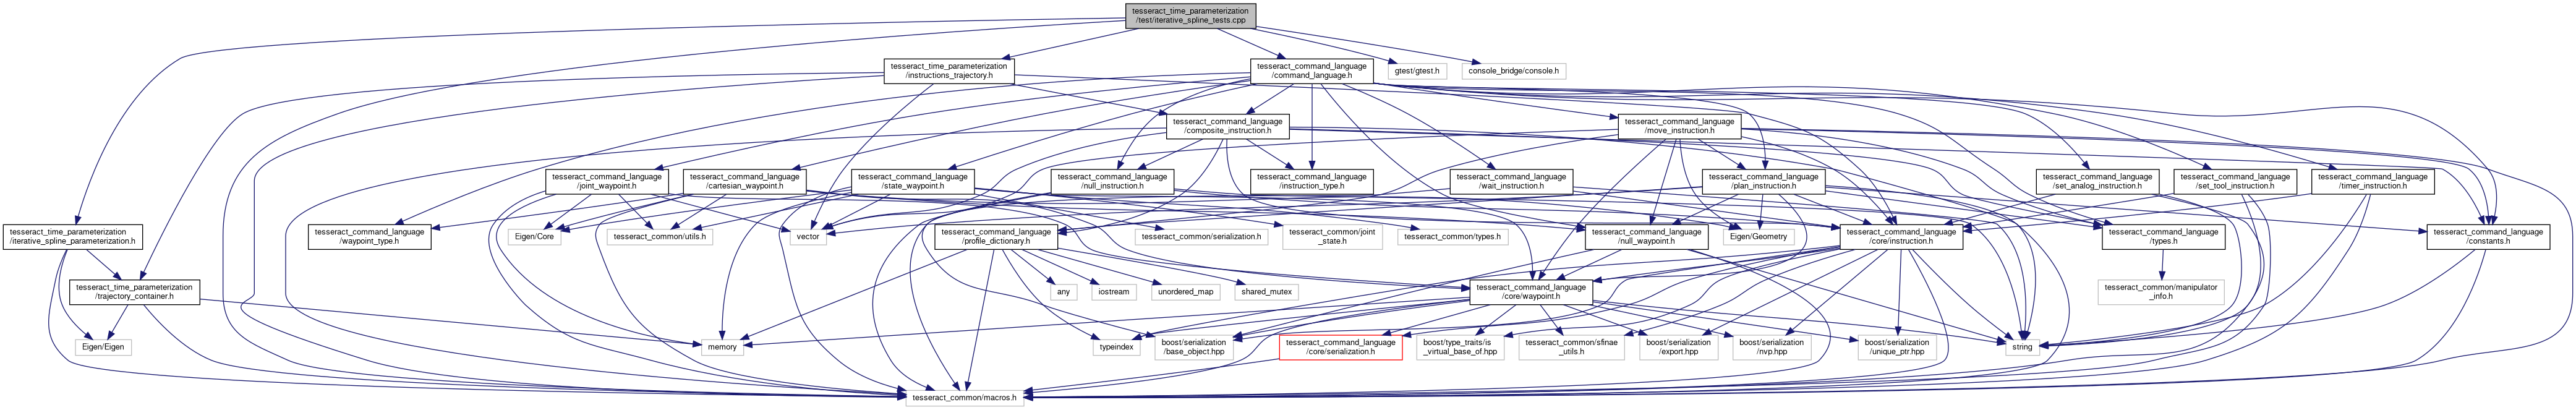 tesseract_time_parameterization
/test/iterative_spline_tests.cpp
tesseract_time_parameterization
/instructions_trajectory.h
tesseract_command_language
/command_language.h
gtest/gtest.h
console_bridge/console.h
tesseract_command_language
/composite_instruction.h
tesseract_command_language
/move_instruction.h
tesseract_command_language
/joint_waypoint.h
tesseract_command_language
/cartesian_waypoint.h
tesseract_command_language
/state_waypoint.h
tesseract_command_language
/null_instruction.h
tesseract_command_language
/instruction_type.h
tesseract_command_language
/wait_instruction.h
tesseract_command_language
/plan_instruction.h
tesseract_command_language
/set_analog_instruction.h
tesseract_command_language
/set_tool_instruction.h
tesseract_command_language
/timer_instruction.h
tesseract_time_parameterization
/iterative_spline_parameterization.h
tesseract_command_language
/waypoint_type.h
Eigen/Core
tesseract_common/utils.h
vector
tesseract_command_language
/profile_dictionary.h
tesseract_common/serialization.h
tesseract_common/joint
_state.h
tesseract_common/types.h
tesseract_command_language
/null_waypoint.h
Eigen/Geometry
tesseract_command_language
/core/instruction.h
tesseract_command_language
/types.h
tesseract_command_language
/constants.h
tesseract_time_parameterization
/trajectory_container.h
any
iostream
unordered_map
shared_mutex
tesseract_command_language
/core/waypoint.h
tesseract_common/manipulator
_info.h
Eigen/Eigen
memory
typeindex
boost/serialization
/base_object.hpp
tesseract_command_language
/core/serialization.h
boost/type_traits/is
_virtual_base_of.hpp
tesseract_common/sfinae
_utils.h
boost/serialization
/export.hpp
boost/serialization
/nvp.hpp
boost/serialization
/unique_ptr.hpp
string
tesseract_common/macros.h